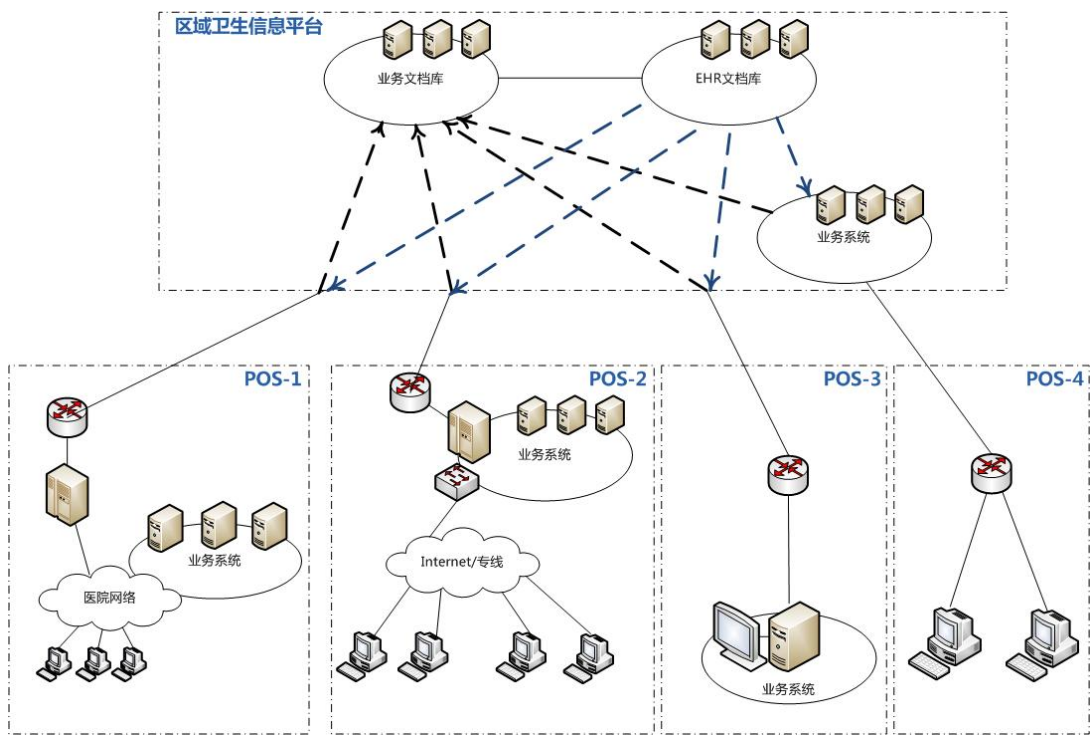 区域卫生信息平台
业务文档库
EHR文档库
业务系统
POS-1
POS-2
POS-3
POS-4
业务系统
业务系统
Internet/专线
医院网络
业务系统